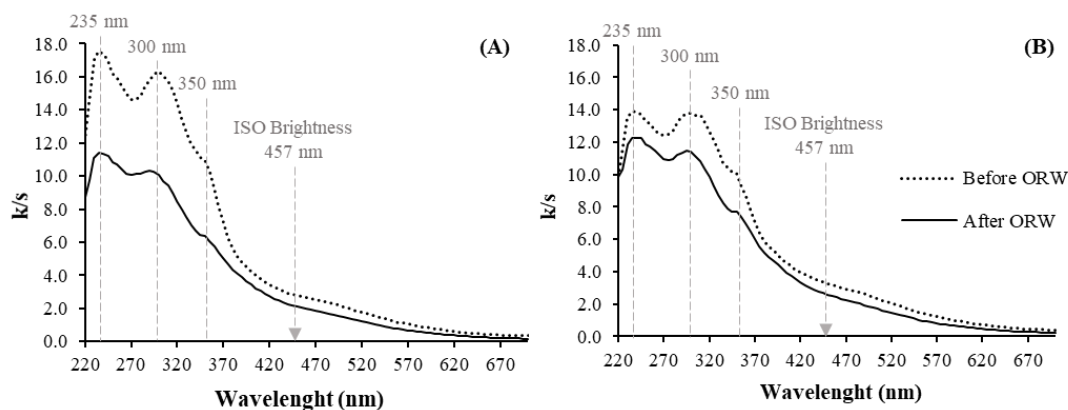 235 nm
(A)
18.0
300 nm
16.0
14.0
350 nm
12.0
ISO Brightness
457 nm
10.0
8.0
6.0
4.0
2.0
0.0
k/s
220 270 320 370 420 470 520 570 620 670
Wavelenght (nm)
235 nm
(B)
18.0
300 nm
16.0
14.0
350 nm
12.0
ISO Brightness
457 nm
10.0
8.0
6.0
4.0
2.0
0.0
k/s
220 270 320 370 420 470 520 570 620 670
Wavelenght (nm)
Before ORW
After ORW